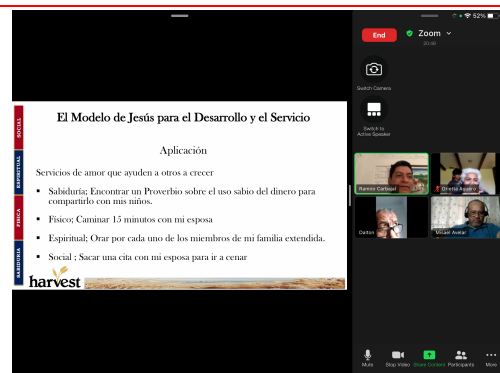 52%
End
Zoom
20:46
Switch Camera
Switch to
Active Speaker
El Modelo de Jesús para el Desarrollo y el Servicio
Aplicación
Servicios de amor que ayuden a otros a crecer
▪ Sabiduría; Encontrar un Proverbio sobre el uso sabio del dinero para
compartirlo con mis niños.
▪ Físico; Caminar 15 minutos con mi esposa
▪ Espiritual; Orar por cada uno de los miembros de mi familia extendida.
▪ Social ; Sacar una cita con mi esposa para ir a cenar
SOCIAL
ESPIRITUAL
FISICA
SABIDURIA
harvest
Ramiro Carbajal
Dalton
Misael Avelar
Mute
Stop Video
Share Content
Participants
More